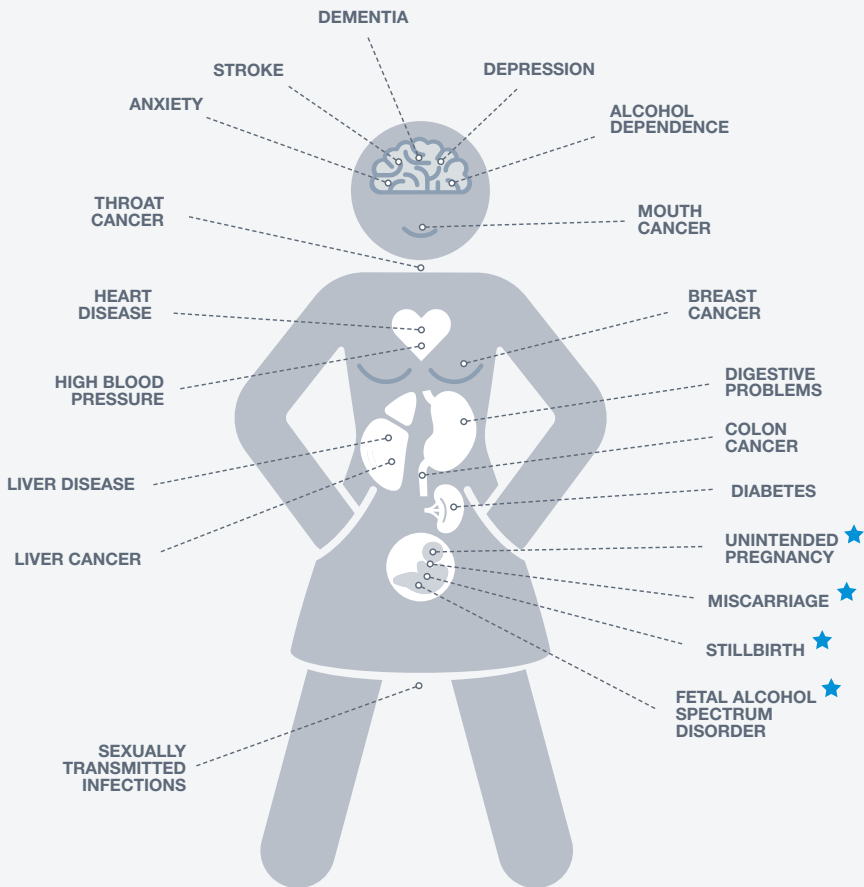 DEMENTIA
STROKE
DEPRESSION
ANXIETY
ALCOHOL
DEPENDENCE
THROAT
CANCER
MOUTH
CANCER
HEART
DISEASE
BREAST
CANCER
HIGH BLOOD
PRESSURE
DIGESTIVE
PROBLEMS
COLON
CANCER
LIVER DISEASE
DIABETES
LIVER CANCER
UNINTENDED
PREGNANCY
MISCARRIAGE
STILLBIRTH
FETAL ALCOHOL
SPECTRUM
DISORDER
SEXUALLY
TRANSMITTED
INFECTIONS